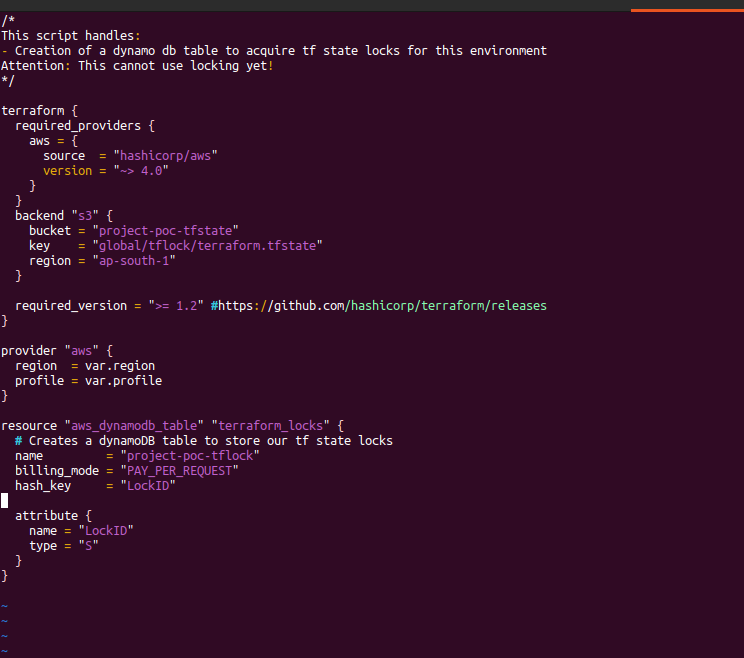 /*
This script handles:
- Creation of a dynamo db table to acquire tf state locks for this environment
Attention: This cannot use locking yet!
*/

terraform {
  required_providers {
    aws = {
      source  = "hashicorp/aws"
      version = "~> 4.0"
    }
  }
  backend "s3" {
    bucket = "project-poc-tfstate"
    key    = "global/tflock/terraform.tfstate"
    region = "ap-south-1"
  }

  required_version = ">= 1.2" #https://github.com/hashicorp/terraform/releases
}

provider "aws" {
  region  = var.region
  profile = var.profile
}

resource "aws_dynamodb_table" "terraform_locks" {
  # Creates a dynamoDB table to store our tf state locks
  name         = "project-poc-tflock"
  billing_mode = "PAY_PER_REQUEST"
  hash_key     = "LockID"

  attribute {
    name = "LockID"
    type = "S"
  }
}

~
~
~
~